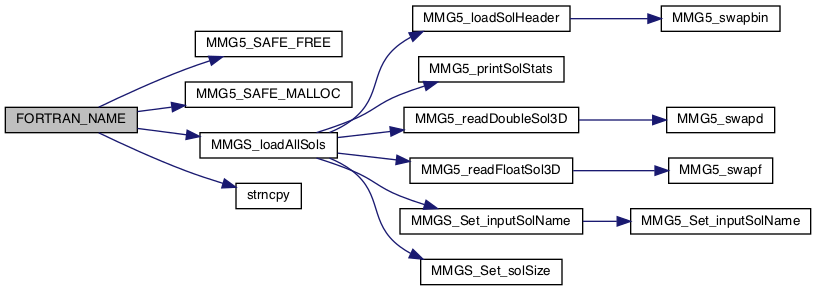 FORTRAN_NAME
MMG5_SAFE_FREE
MMG5_SAFE_MALLOC
MMGS_loadAllSols
strncpy
MMG5_loadSolHeader
MMG5_printSolStats
MMG5_readDoubleSol3D
MMG5_readFloatSol3D
MMGS_Set_inputSolName
MMGS_Set_solSize
MMG5_swapbin
MMG5_swapd
MMG5_swapf
MMG5_Set_inputSolName